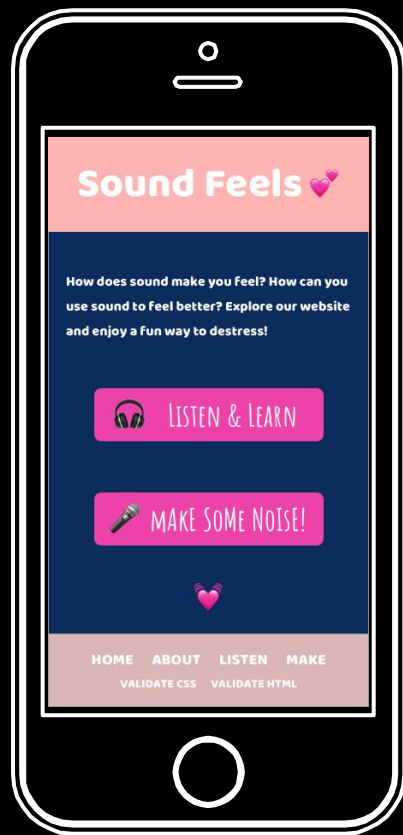 Sound Feels 💕
How does sound make you feel? How can you
use sound to feel better? Explore our website
and enjoy a fun way to destress!
🎧 Listen & Learn
🎤 mAKE SoMe NoISE!
HOME ABOUT LISTEN MAKE
VALIDATE CSS VALIDATE HTML